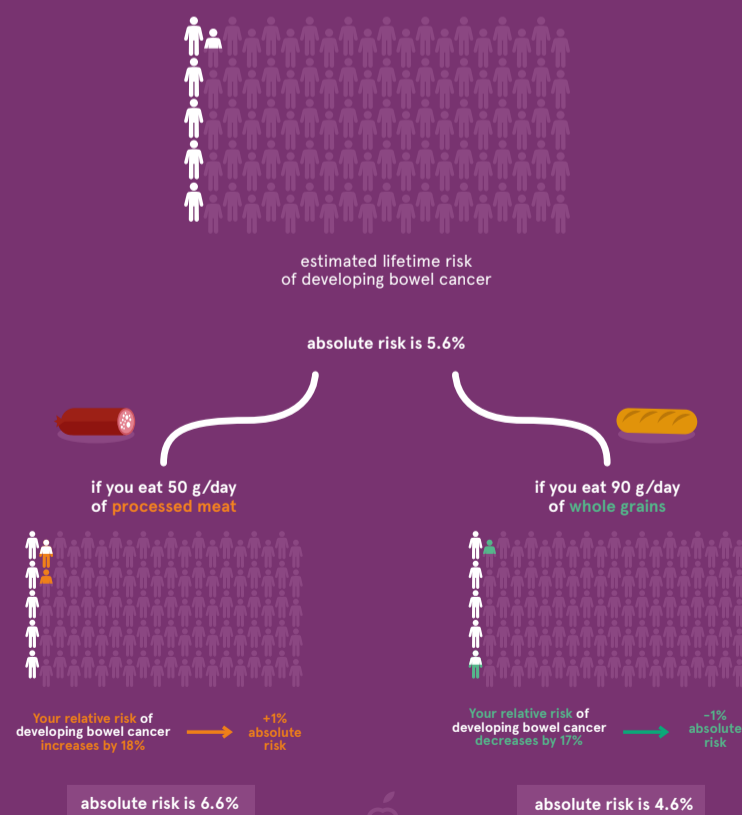 estimated lifetime risk
of developing bowel cancer
absolute risk is 5.6%
if you eat 50 g/day
of processed meat
if you eat 90 g/day
of whole grains
Your relative risk of
developing bowel cancer
increases by 18%
+1%
absolute
risk
Your relative risk of
developing bowel cancer
decreases by 17%
-1%
absolute
risk
absolute risk is 6.6%
absolute risk is 4.6%